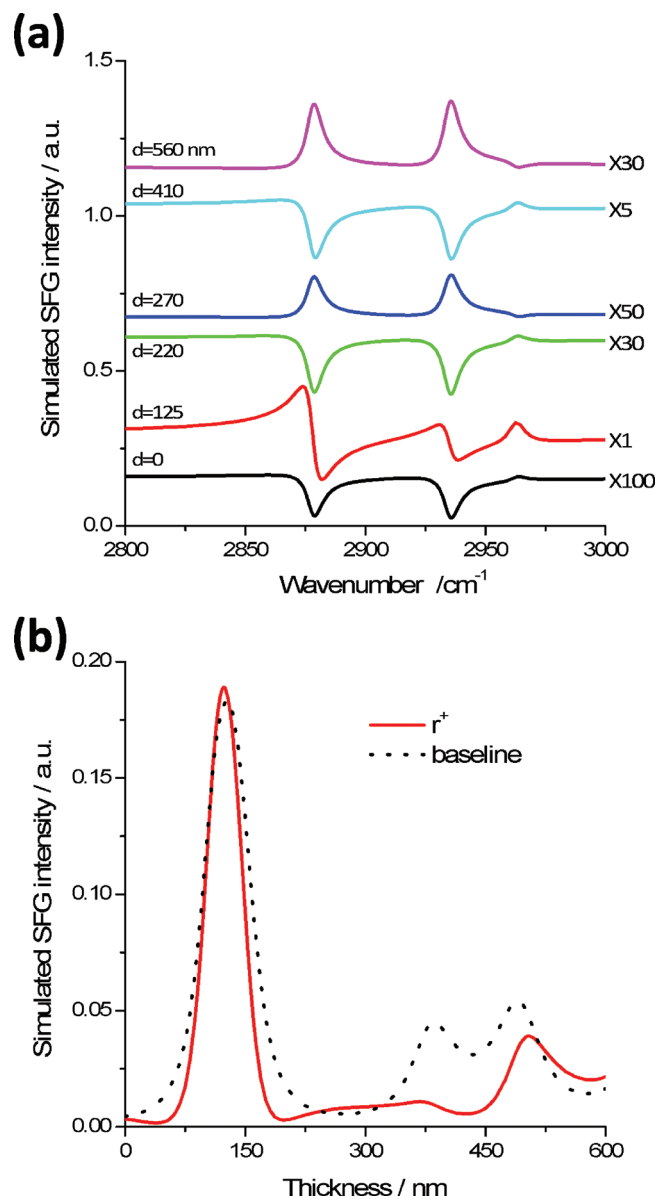 (a)
Simulated SFG intensity / a.u.
1.5
1.0
0.5
0.0
d=560 nm
X30
d=410
X5
d=270
X50
d=220
X30
d=125
X1
d=0
X100
2800 2850 2900 2950 3000
Wavenumber /cm⁻¹
(b)
Simulated SFG intensity / a.u.
0.20
0.15
0.10
0.05
0.00
r⁺
baseline
0 150 300 450 600
Thickness / nm